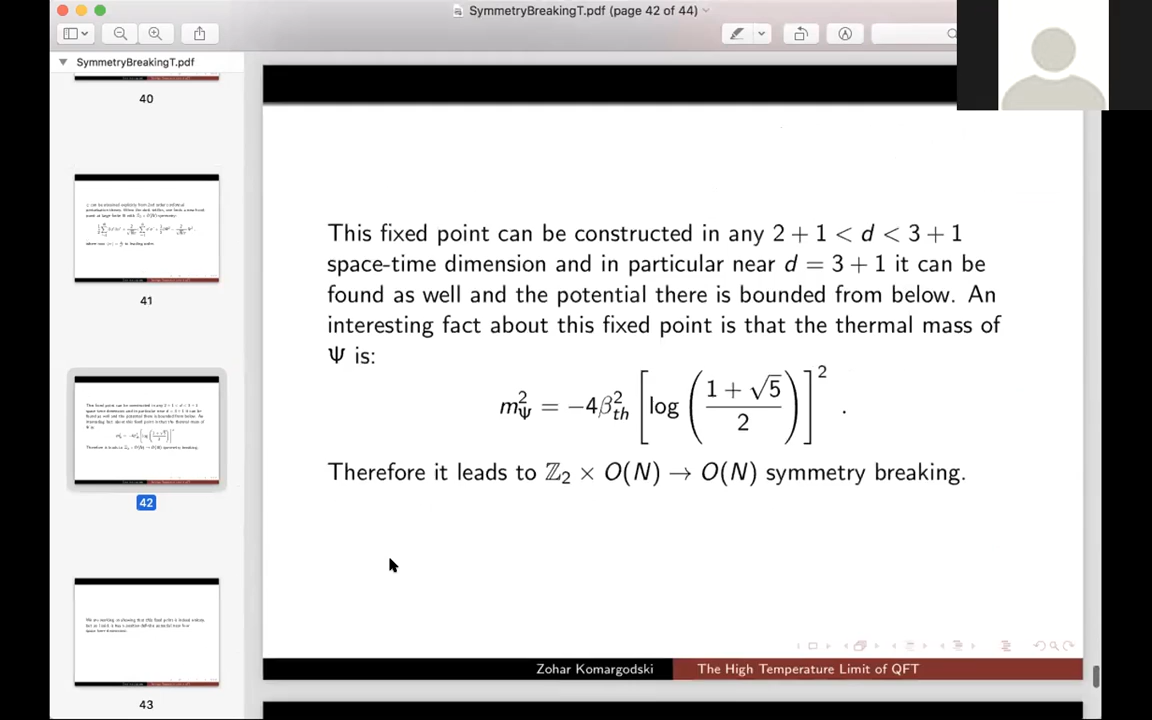 SymmetryBreakingT.pdf (page 42 of 44)
SymmetryBreakingT.pdf
40
41
42
43
This fixed point can be constructed in any 2 + 1 < d < 3 + 1
space-time dimension and in particular near d = 3 + 1 it can be
found as well and the potential there is bounded from below. An
interesting fact about this fixed point is that the thermal mass of
Ψ is:
m²_Ψ = −4β²_th [log((1 + √5)/2)]².
Therefore it leads to ℤ₂ × O(N) → O(N) symmetry breaking.
Zohar Komargodski The High Temperature Limit of QFT